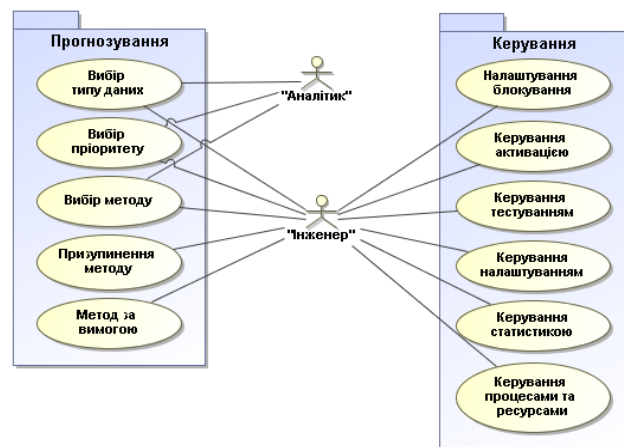 Прогнозування
Вибір
типу даних
Вибір
пріоритету
Вибір методу
Призупинення
методу
Метод за
вимогою
"Аналітик"
"Інженер"
Керування
Налаштування
блокування
Керування
активацією
Керування
тестуванням
Керування
налаштуванням
Керування
статистикою
Керування
процесами та
ресурсами